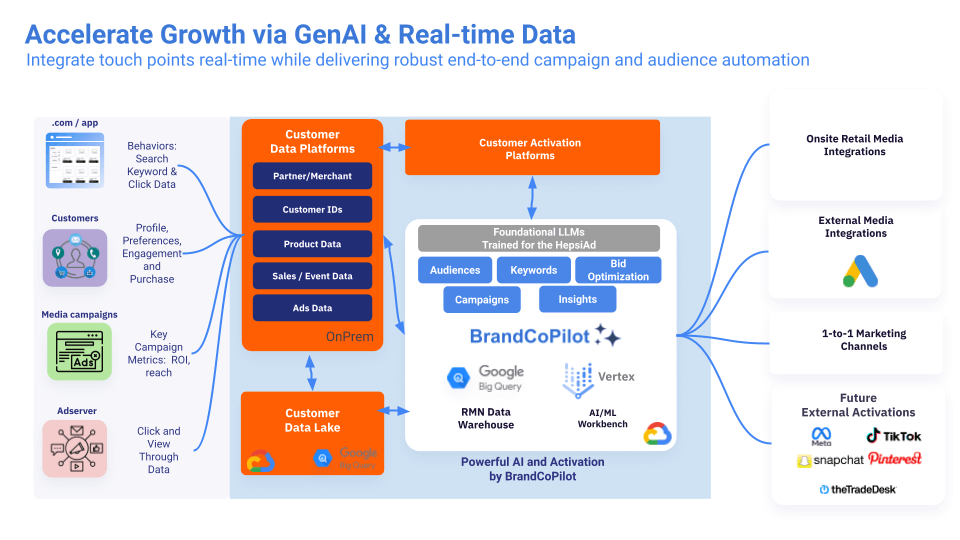 Accelerate Growth via GenAI & Real-time Data
Integrate touch points real-time while delivering robust end-to-end campaign and audience automation
.com / app
Behaviors:
Search
Keyword &
Click Data
Customers
Profile,
Preferences,
Engagement
and
Purchase
Media campaigns
Ads
Key
Campaign
Metrics: ROI,
reach
Adserver
Click and
View
Through
Data
Customer
Data Platforms
Partner/Merchant
Customer IDs
Product Data
Sales / Event Data
Ads Data
OnPrem
Customer
Data Lake
Google
Big Query
Customer Activation
Platforms
Foundational LLMs
Trained for the HepsiAd
Audiences
Keywords
Bid
Optimization
Campaigns
Insights
BrandCoPilot
Google
Big Query
Vertex
RMN Data
Warehouse
AI/ML
Workbench
Powerful AI and Activation
by BrandCoPilot
Onsite Retail Media
Integrations
External Media
Integrations
1-to-1 Marketing
Channels
Future
External Activations
Meta
TikTok
snapchat
Pinterest
theTradeDesk